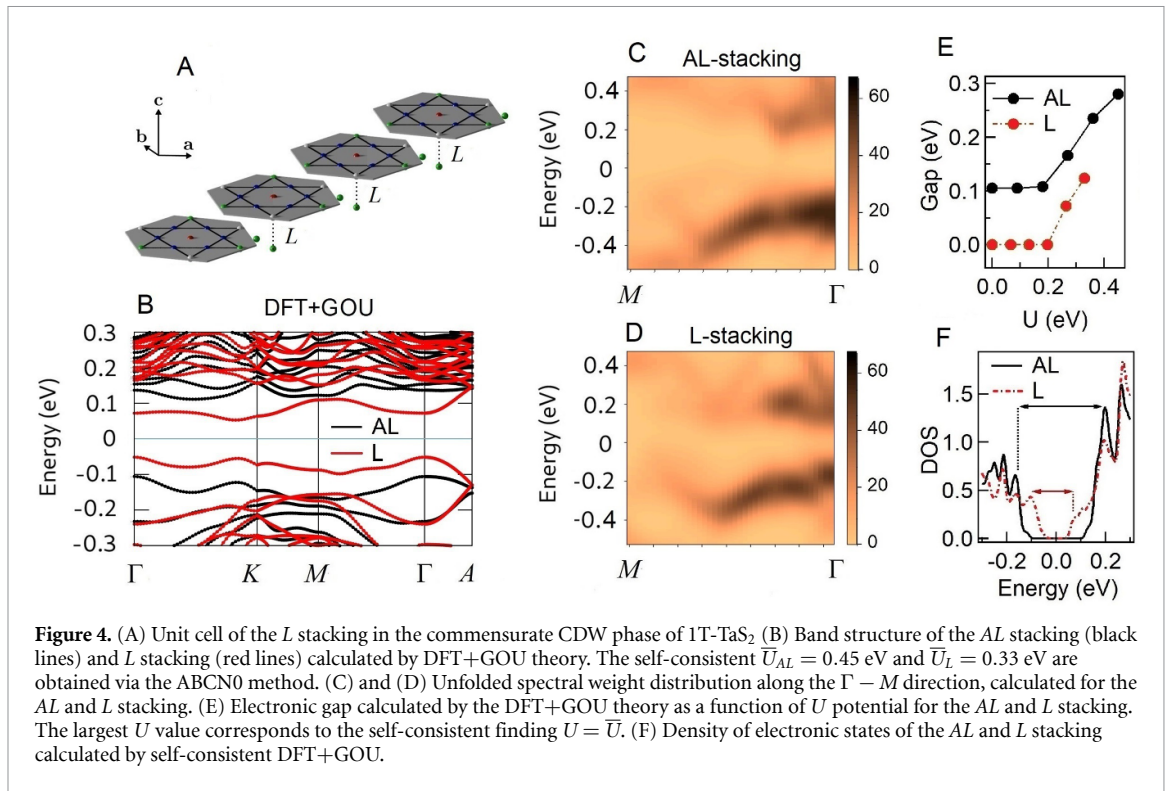 A
c
b
a
L
L
L
B
DFT+GOU
Energy (eV)
0.3
0.2
0.1
0
-0.1
-0.2
-0.3
AL
L
Γ
K
M
Γ
A
C
AL-stacking
Energy (eV)
0.4
0.2
0
-0.2
-0.4
M
Γ
60
40
20
0
D
L-stacking
Energy (eV)
0.4
0.2
0
-0.2
-0.4
M
Γ
60
40
20
0
E
Gap (eV)
0.3
0.2
0.1
0.0
AL
L
0.0
0.2
0.4
U (eV)
F
AL
L
DOS
1.5
1.0
0.5
0.0
-0.2
0.2
Energy (eV)
Figure 4. (A) Unit cell of the L stacking in the commensurate CDW phase of 1T-TaS₂ (B) Band structure of the AL stacking (black
lines) and L stacking (red lines) calculated by DFT+GOU theory. The self-consistent U̅_AL = 0.45 eV and U̅_L = 0.33 eV are
obtained via the ABCN0 method. (C) and (D) Unfolded spectral weight distribution along the Γ − M direction, calculated for the
AL and L stacking. (E) Electronic gap calculated by the DFT+GOU theory as a function of U potential for the AL and L stacking.
The largest U value corresponds to the self-consistent finding U = U̅. (F) Density of electronic states of the AL and L stacking
calculated by self-consistent DFT+GOU.